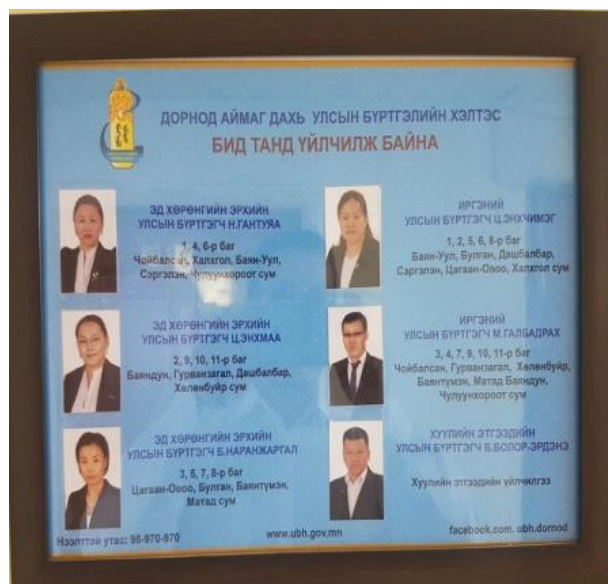 ДОРНОД АЙМАГ ДАХЬ УЛСЫН БҮРТГЭЛИЙН ХЭЛТЭС
БИД ТАНД ҮЙЛЧИЛЖ БАЙНА
ЭД ХӨРӨНГИЙН ЭРХИЙН
УЛСЫН БҮРТГЭГЧ Н.ГАНТУЯА
1, 4, 6-р баг
Чойбалсан, Халхгол, Баян-Уул,
Сэргэлэн, Чулуунхороот сум
ИРГЭНИЙ
УЛСЫН БҮРТГЭГЧ Ц.ЭНХЧИМЭГ
1, 2, 5, 6, 8-р баг
Баян-Уул, Булган, Дашбалбар,
Сэргэлэн, Цагаан-Овоо, Халхгол сум
ЭД ХӨРӨНГИЙН ЭРХИЙН
УЛСЫН БҮРТГЭГЧ Ц.ЭНХМАА
2, 9, 10, 11-р баг
Баяндун, Гурванзагал, Дашбалбар,
Хөлөнбуйр сум
ИРГЭНИЙ
УЛСЫН БҮРТГЭГЧ М.ГАЛБАДРАХ
3, 4, 7, 9, 10, 11-р баг
Чойбалсан, Гурванзагал, Хөлөнбуйр,
Баянтүмэн, Матад Баяндун,
Чулуунхороот сум
ЭД ХӨРӨНГИЙН ЭРХИЙН
УЛСЫН БҮРТГЭГЧ Б.НАРАНЖАРГАЛ
3, 5, 7, 8-р баг
Цагаан-Овоо, Булган, Баянтүмэн,
Матад сум
ХУУЛИЙН ЭТГЭЭДИЙН
УЛСЫН БҮРТГЭГЧ Б.БОЛОР-ЭРДЭНЭ
Хуулийн этгээдийн үйлчилгээ
Нээлттэй утас: 98-970-970
www.ubh.gov.mn
facebook.com. ubh.dornod